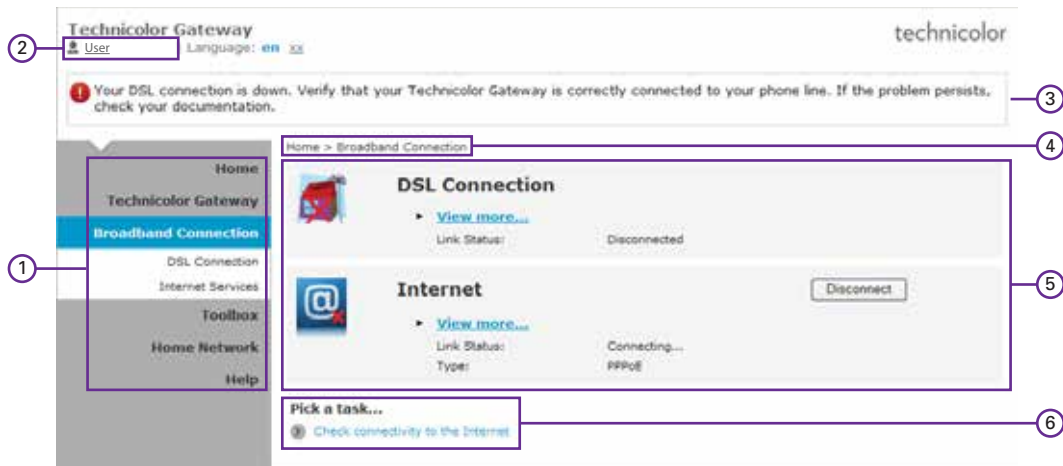 Technicolor Gateway
technicolor
2
User Language: en xx
Your DSL connection is down. Verify that your Technicolor Gateway is correctly connected to your phone line. If the problem persists,
check your documentation.
3
Home > Broadband Connection
4
Home
Technicolor Gateway
Broadband Connection
DSL Connection
Internet Services
Toolbox
Home Network
Help
1
DSL Connection
View more...
Link Status: Disconnected
Internet
Disconnect
View more...
Link Status: Connecting...
Type: PPPoE
5
Pick a task...
Check connectivity to the Internet
6